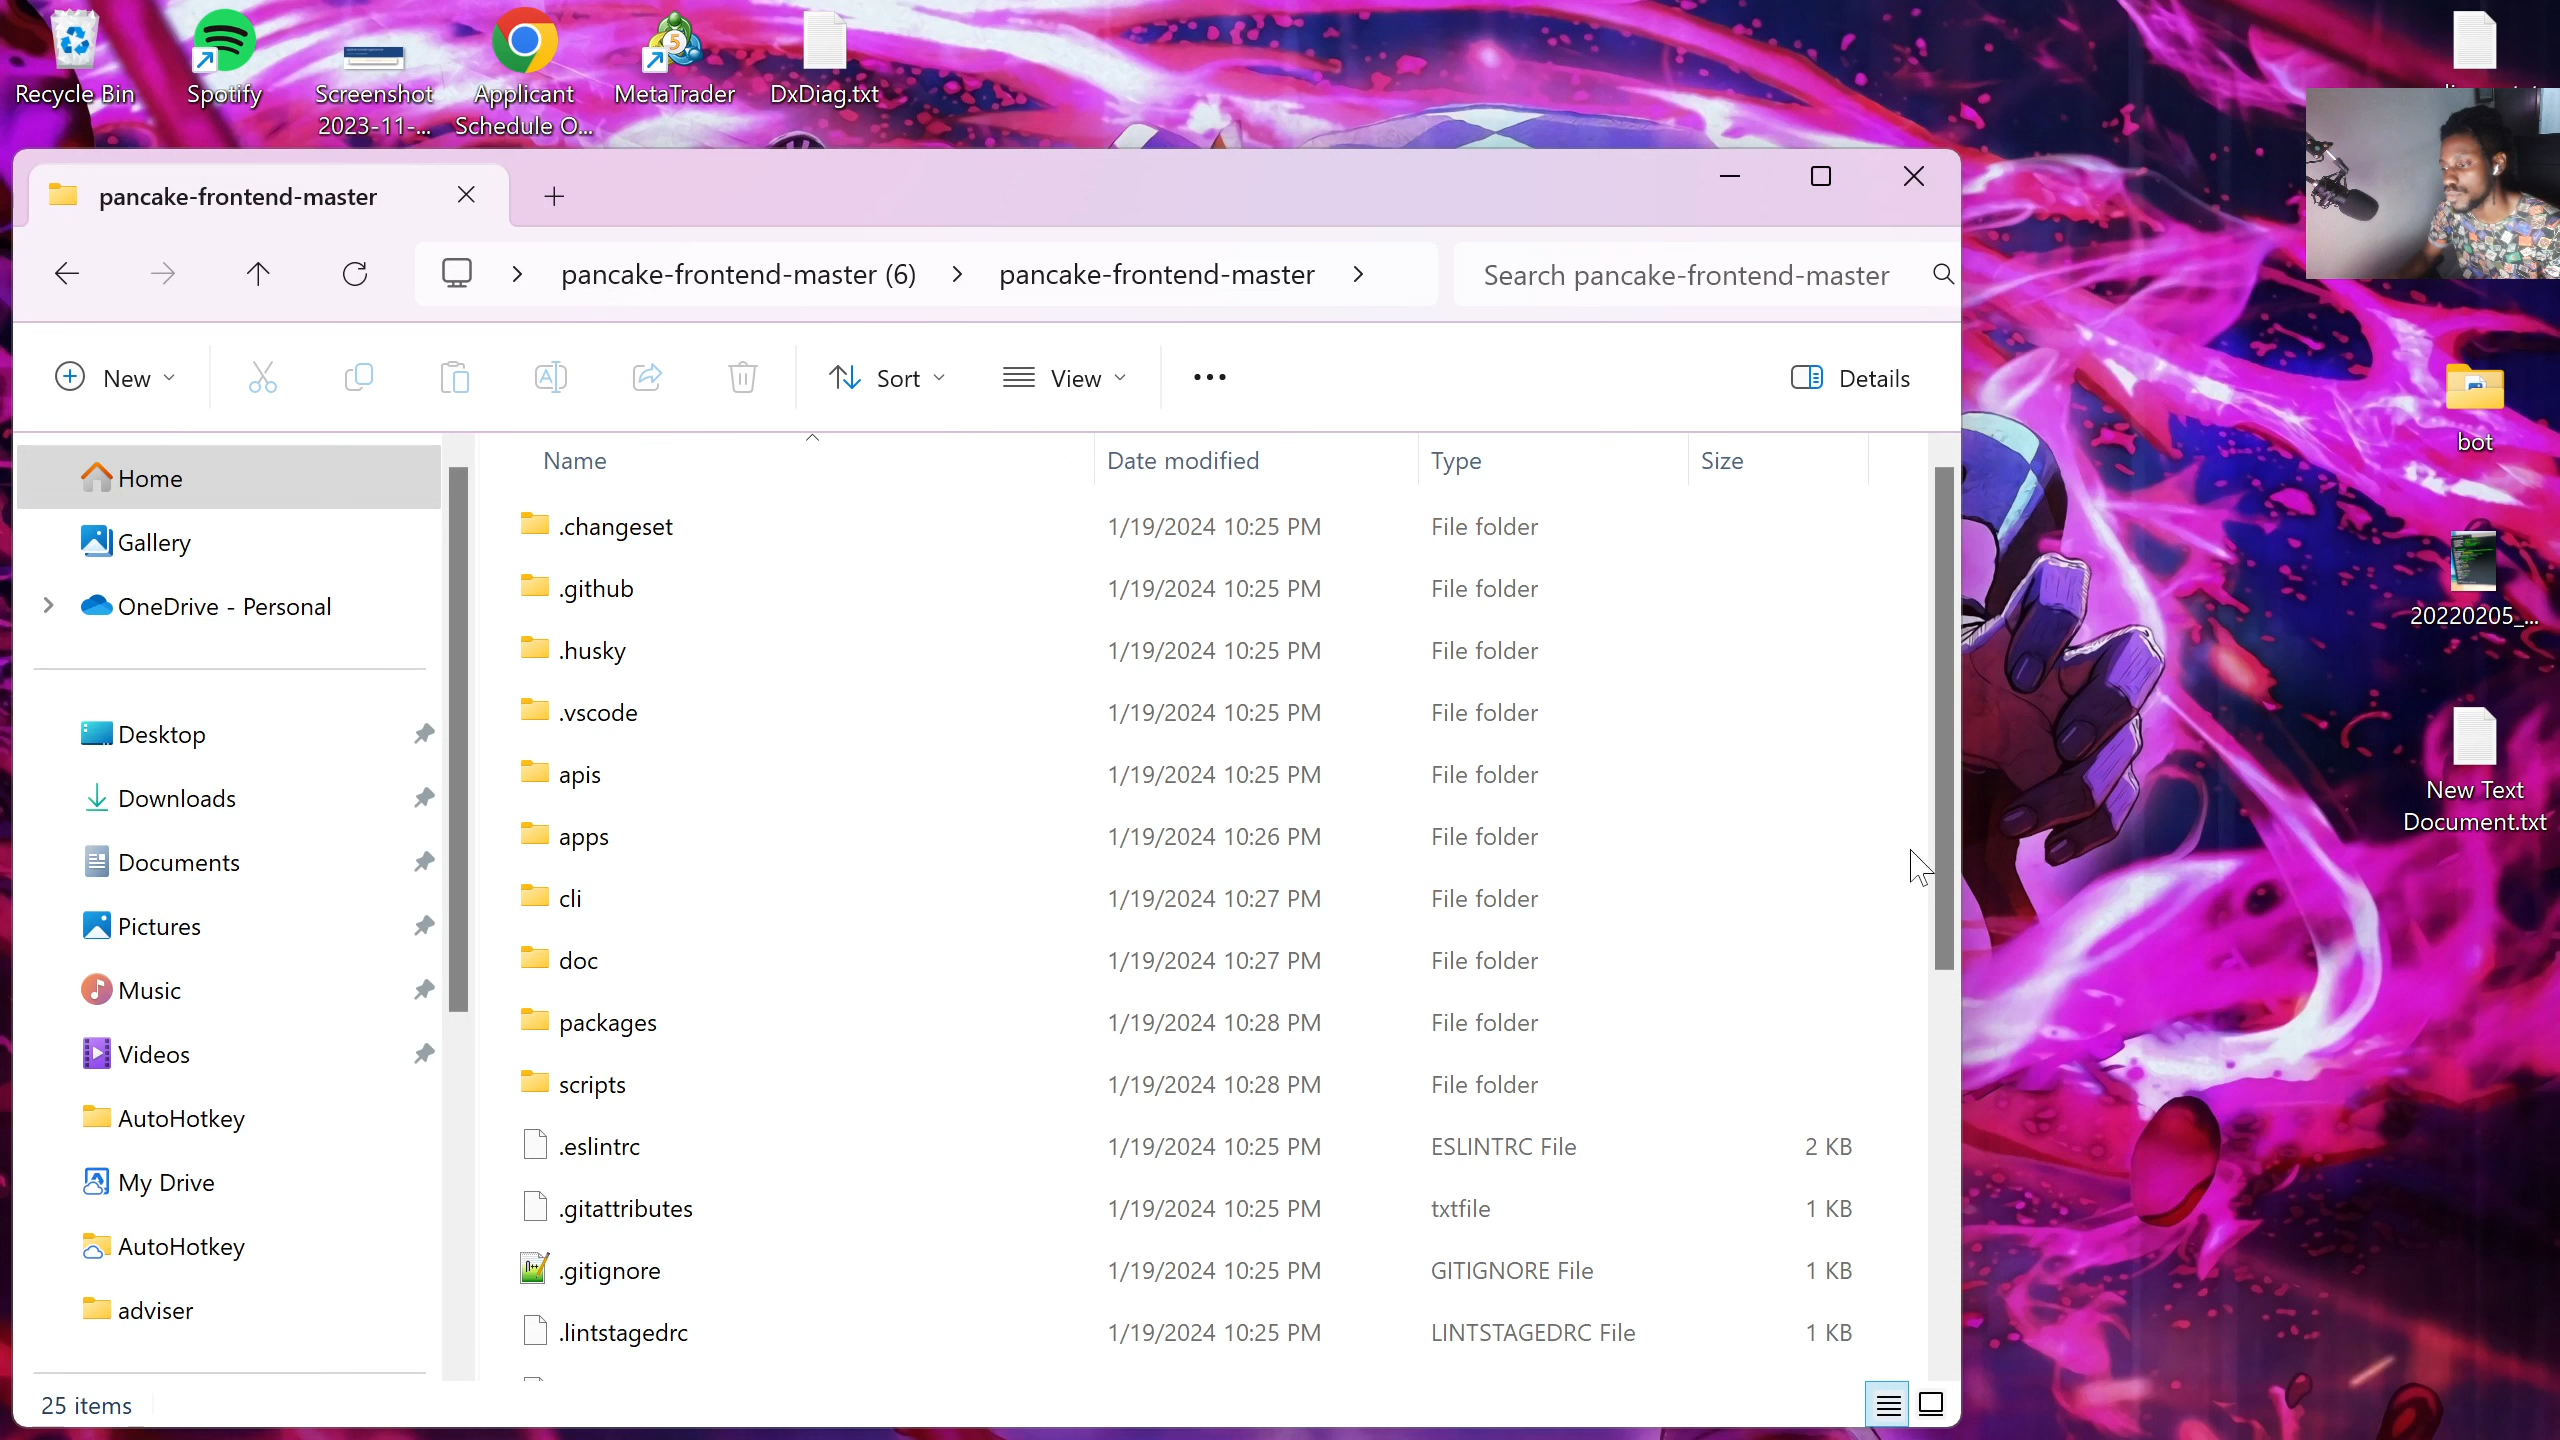 Recycle Bin
Spotify
Screenshot
2023-11-...
Applicant
Schedule O...
MetaTrader
5
DxDiag.txt
pancake-frontend-master
pancake-frontend-master (6)
pancake-frontend-master
Search pancake-frontend-master
New
Sort
View
Details
Home
Gallery
OneDrive - Personal
Desktop
Downloads
Documents
Pictures
Music
Videos
AutoHotkey
My Drive
AutoHotkey
adviser
Name Date modified Type Size
.changeset 1/19/2024 10:25 PM File folder
.github 1/19/2024 10:25 PM File folder
.husky 1/19/2024 10:25 PM File folder
.vscode 1/19/2024 10:25 PM File folder
apis 1/19/2024 10:25 PM File folder
apps 1/19/2024 10:26 PM File folder
cli 1/19/2024 10:27 PM File folder
doc 1/19/2024 10:27 PM File folder
packages 1/19/2024 10:28 PM File folder
scripts 1/19/2024 10:28 PM File folder
.eslintrc 1/19/2024 10:25 PM ESLINTRC File 2 KB
.gitattributes 1/19/2024 10:25 PM txtfile 1 KB
.gitignore 1/19/2024 10:25 PM GITIGNORE File 1 KB
.lintstagedrc 1/19/2024 10:25 PM LINTSTAGEDRC File 1 KB
25 items
bot
20220205_...
New Text
Document.txt